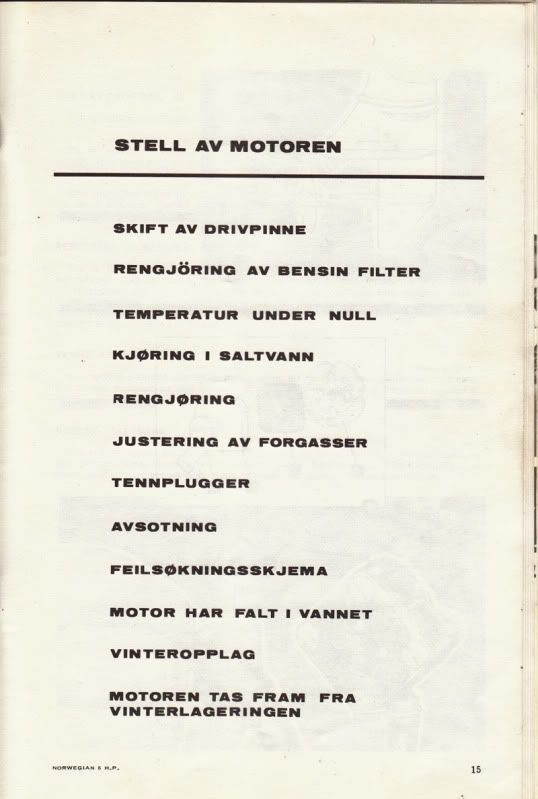 STELL AV MOTOREN
SKIFT AV DRIVPINNE
RENGJÖRING AV BENSIN FILTER
TEMPERATUR UNDER NULL
KJØRING I SALTVANN
RENGJØRING
JUSTERING AV FORGASSER
TENNPLUGGER
AVSOTNING
FEILSØKNINGSSKJEMA
MOTOR HAR FALT I VANNET
VINTEROPPLAG
MOTOREN TAS FRAM FRA
VINTERLAGERINGEN
NORWEGIAN 6 H.P.
15